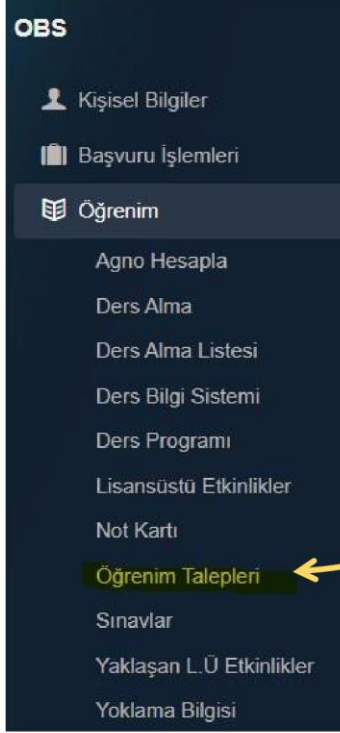 OBS
Kişisel Bilgiler
Başvuru İşlemleri
Öğrenim
Agno Hesapla
Ders Alma
Ders Alma Listesi
Ders Bilgi Sistemi
Ders Programı
Lisansüstü Etkinlikler
Not Kartı
Öğrenim Talepleri
Sınavlar
Yaklaşan L.Ü Etkinlikler
Yoklama Bilgisi